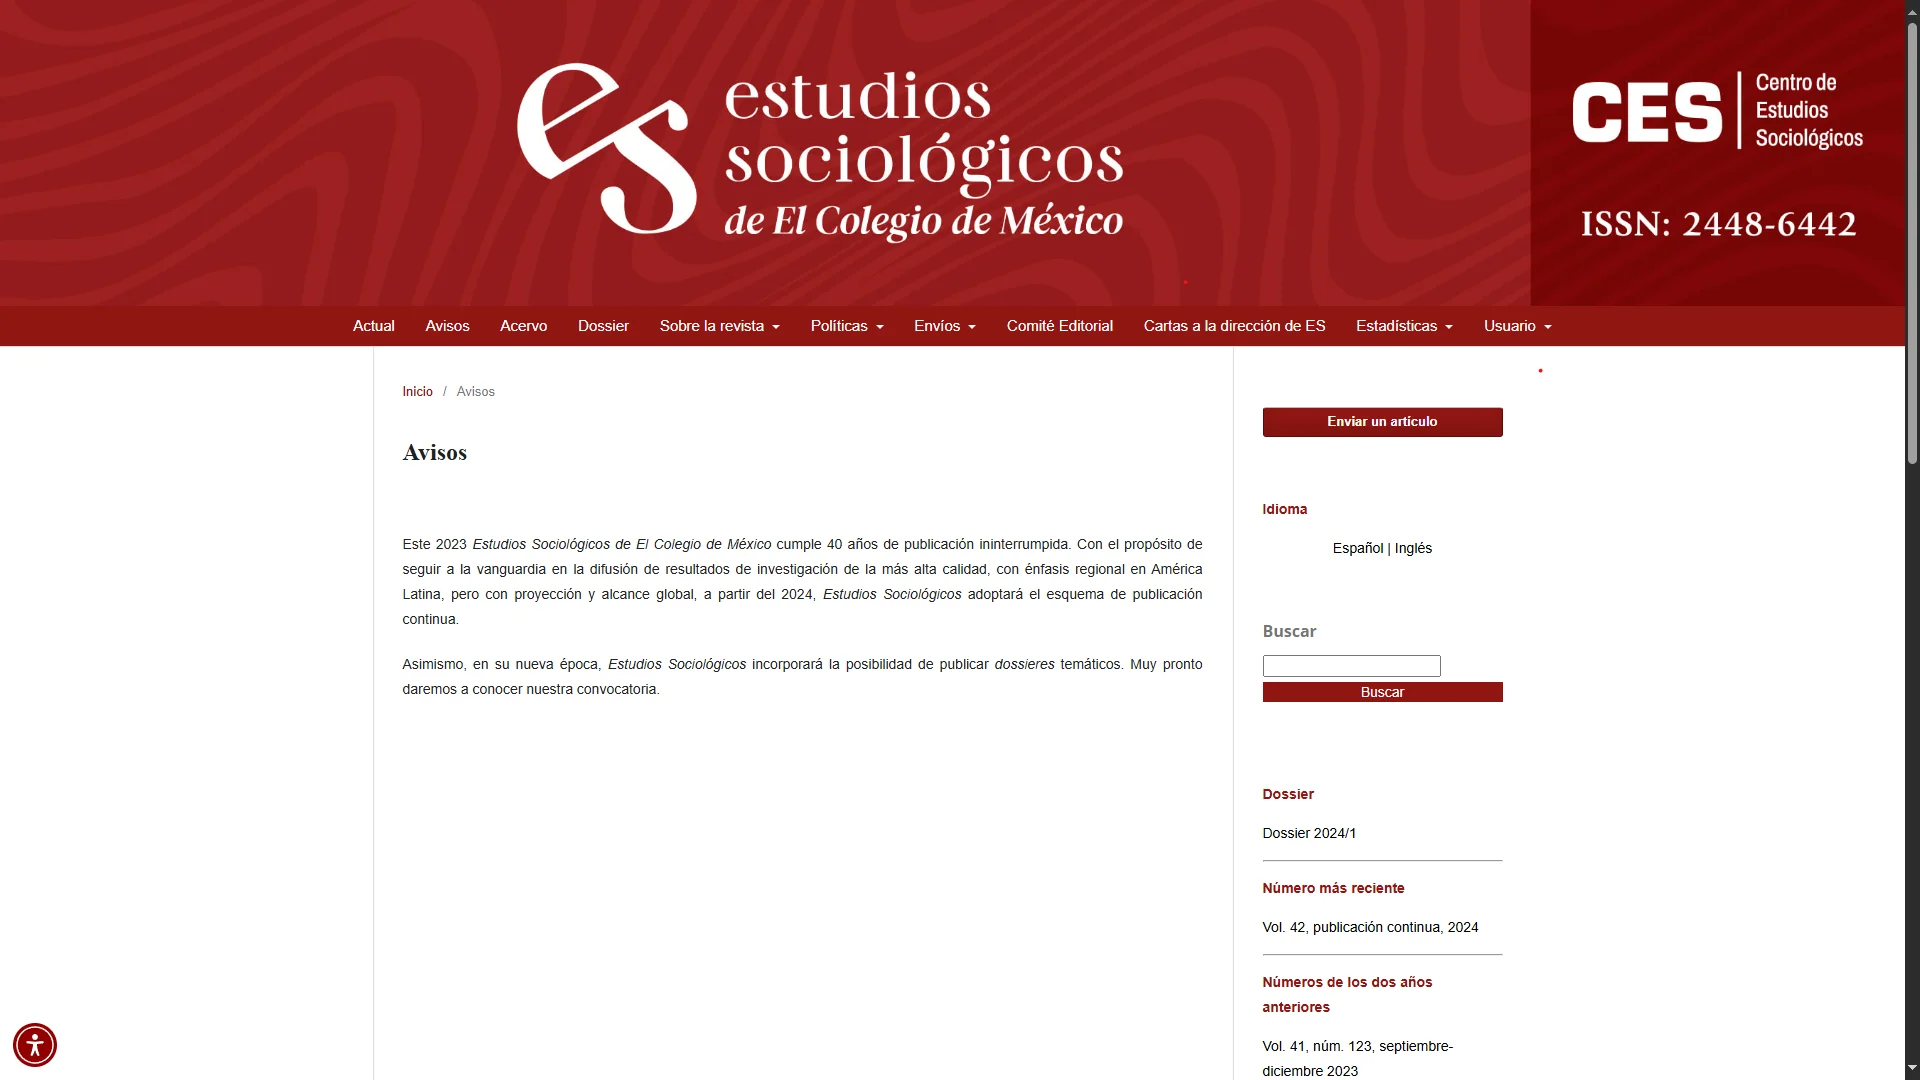 es
estudios
sociológicos
de El Colegio de México
CES
Centro de
Estudios
Sociológicos
ISSN: 2448-6442
Actual Avisos Acervo Dossier Sobre la revista Políticas Envíos Comité Editorial Cartas a la dirección de ES Estadísticas Usuario
Inicio / Avisos
Avisos
Este 2023 Estudios Sociológicos de El Colegio de México cumple 40 años de publicación ininterrumpida. Con el propósito de
seguir a la vanguardia en la difusión de resultados de investigación de la más alta calidad, con énfasis regional en América
Latina, pero con proyección y alcance global, a partir del 2024, Estudios Sociológicos adoptará el esquema de publicación
continua.
Asimismo, en su nueva época, Estudios Sociológicos incorporará la posibilidad de publicar dossieres temáticos. Muy pronto
daremos a conocer nuestra convocatoria.
Enviar un artículo
Idioma
Español | Inglés
Buscar
Buscar
Dossier
Dossier 2024/1
Número más reciente
Vol. 42, publicación continua, 2024
Números de los dos años
anteriores
Vol. 41, núm. 123, septiembre-
diciembre 2023